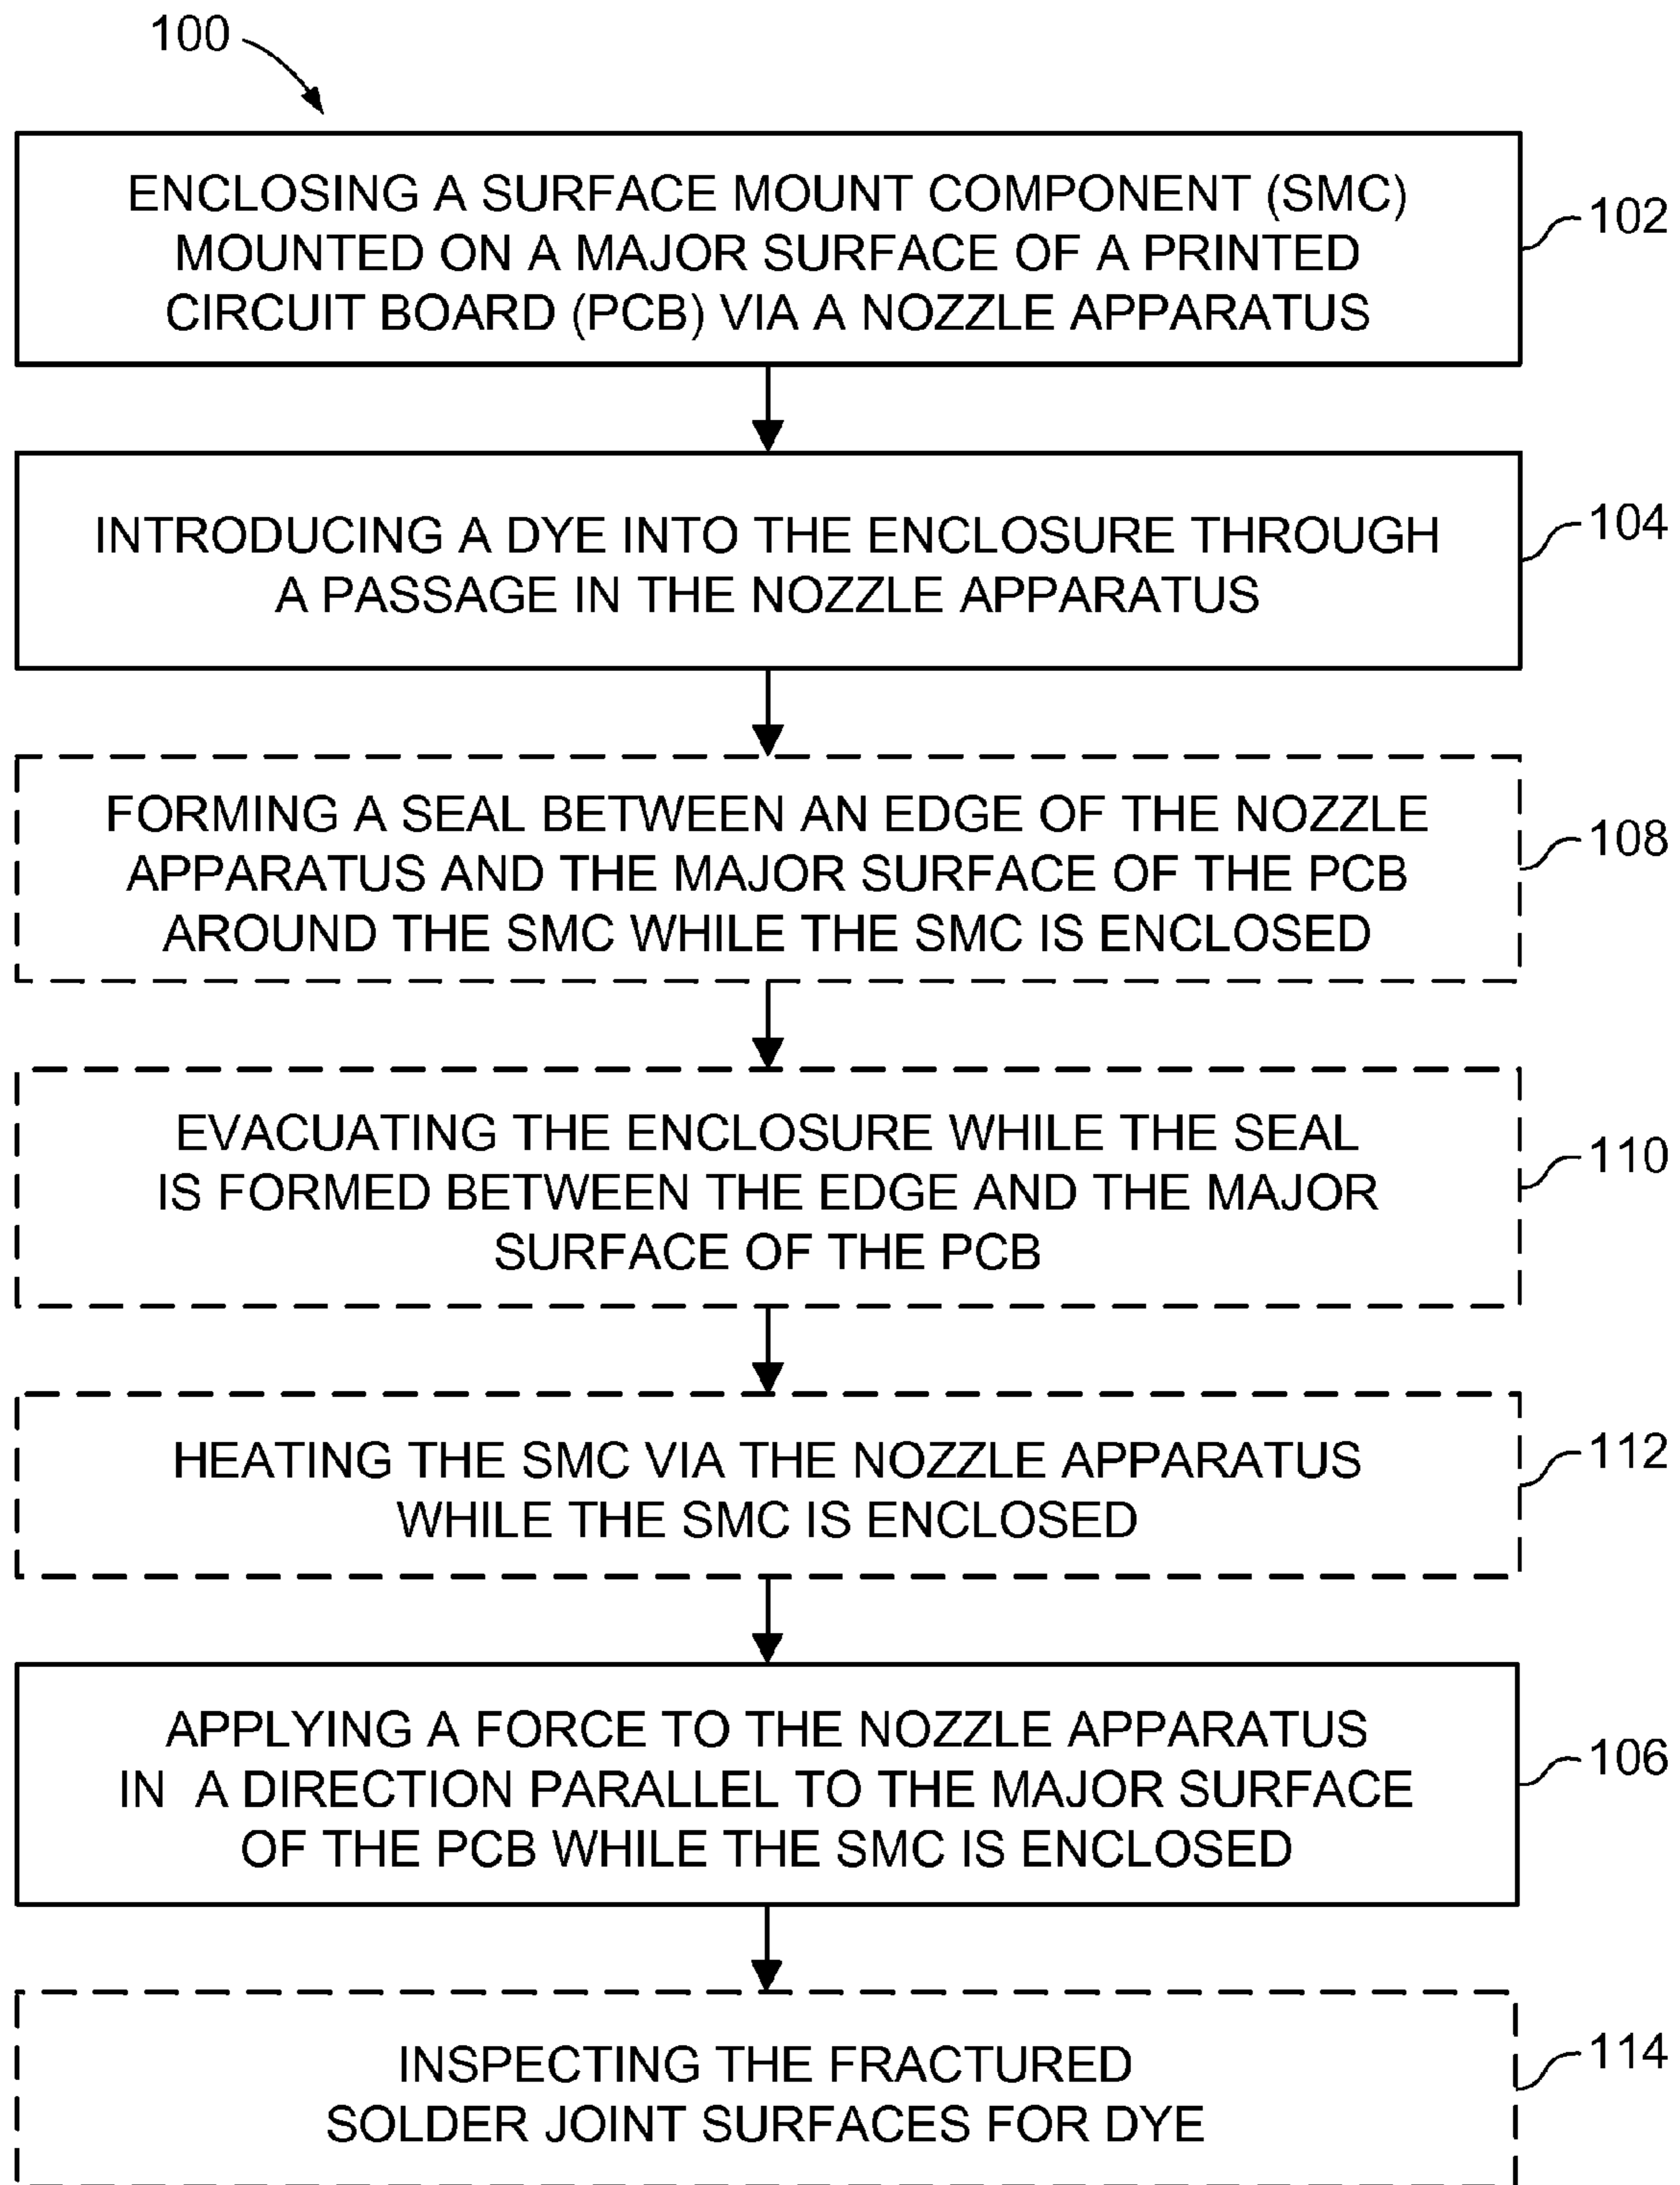 100
ENCLOSING A SURFACE MOUNT COMPONENT (SMC)
MOUNTED ON A MAJOR SURFACE OF A PRINTED
CIRCUIT BOARD (PCB) VIA A NOZZLE APPARATUS
102
INTRODUCING A DYE INTO THE ENCLOSURE THROUGH
A PASSAGE IN THE NOZZLE APPARATUS
104
FORMING A SEAL BETWEEN AN EDGE OF THE NOZZLE
APPARATUS AND THE MAJOR SURFACE OF THE PCB
AROUND THE SMC WHILE THE SMC IS ENCLOSED
108
EVACUATING THE ENCLOSURE WHILE THE SEAL
IS FORMED BETWEEN THE EDGE AND THE MAJOR
SURFACE OF THE PCB
110
HEATING THE SMC VIA THE NOZZLE APPARATUS
WHILE THE SMC IS ENCLOSED
112
APPLYING A FORCE TO THE NOZZLE APPARATUS
IN A DIRECTION PARALLEL TO THE MAJOR SURFACE
OF THE PCB WHILE THE SMC IS ENCLOSED
106
INSPECTING THE FRACTURED
SOLDER JOINT SURFACES FOR DYE
114